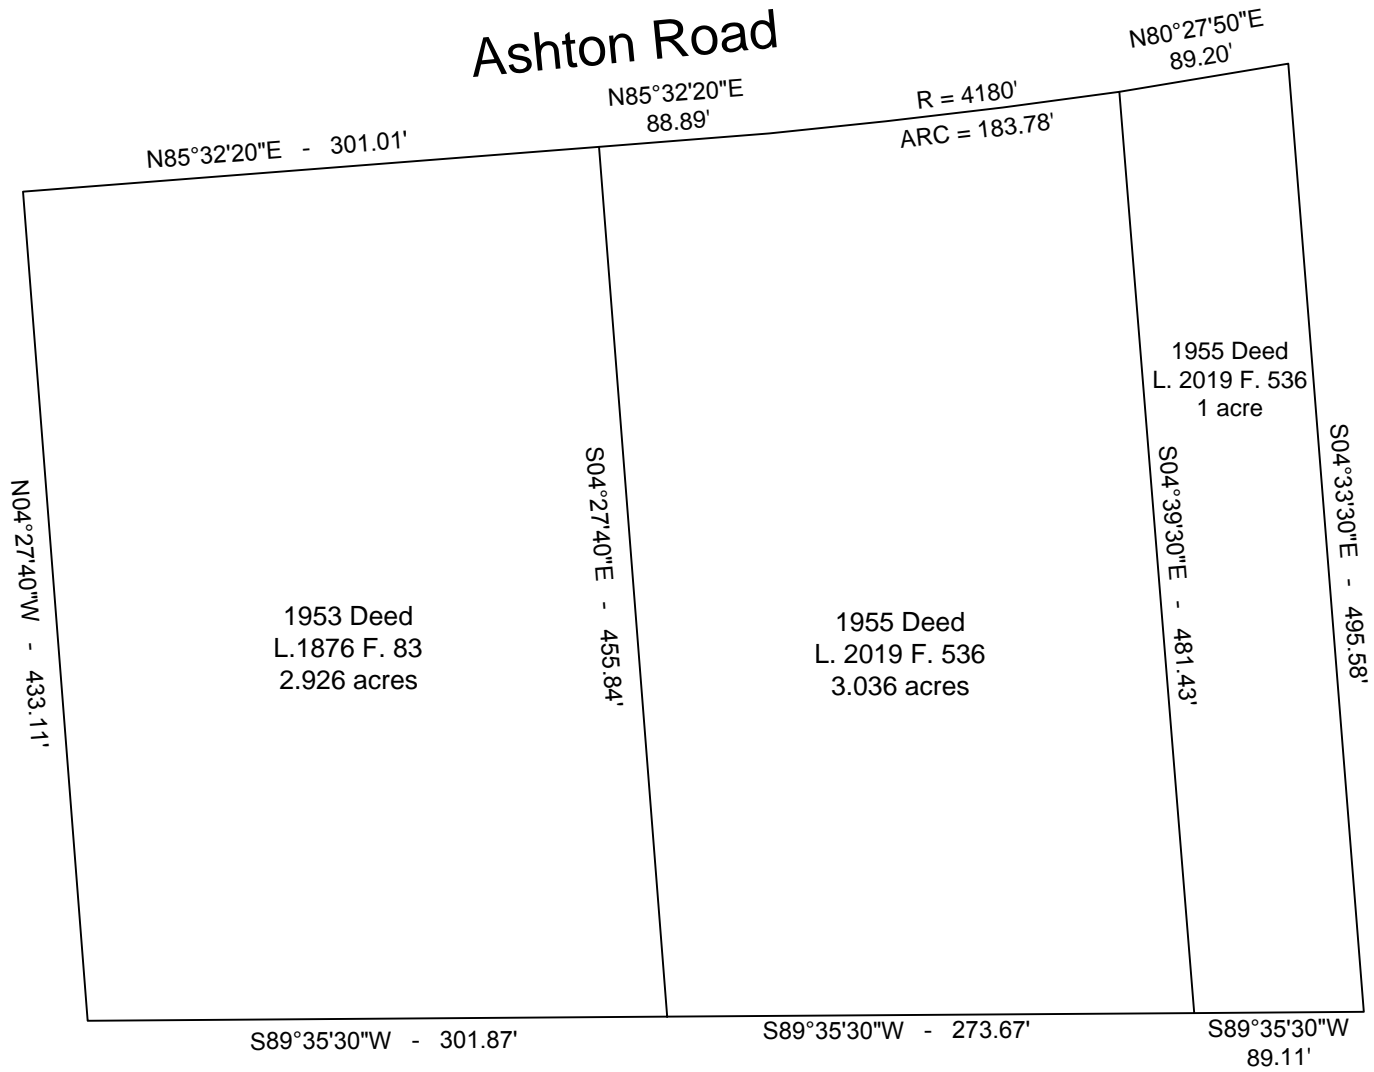 Ashton Road
N80°27'50"E
89.20'
N85°32'20"E
88.89'
R = 4180'
ARC = 183.78'
N85°32'20"E - 301.01'
1955 Deed
L. 2019 F. 536
1 acre
N04°27'40"W - 433.11'
S04°27'40"E - 455.84'
S04°39'30"E - 481.43'
S04°33'30"E - 495.58'
1953 Deed
L.1876 F. 83
2.926 acres
1955 Deed
L. 2019 F. 536
3.036 acres
S89°35'30"W - 301.87'
S89°35'30"W - 273.67'
S89°35'30"W
89.11'